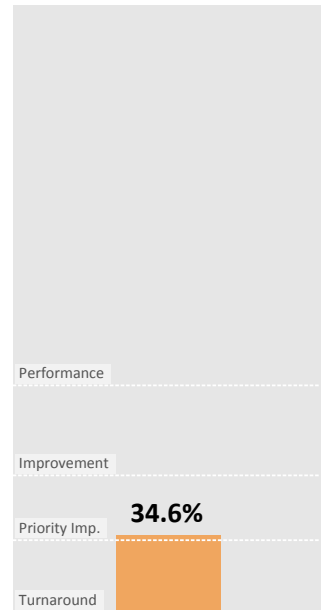 Performance
Improvement
34.6%
Priority Imp.
Turnaround